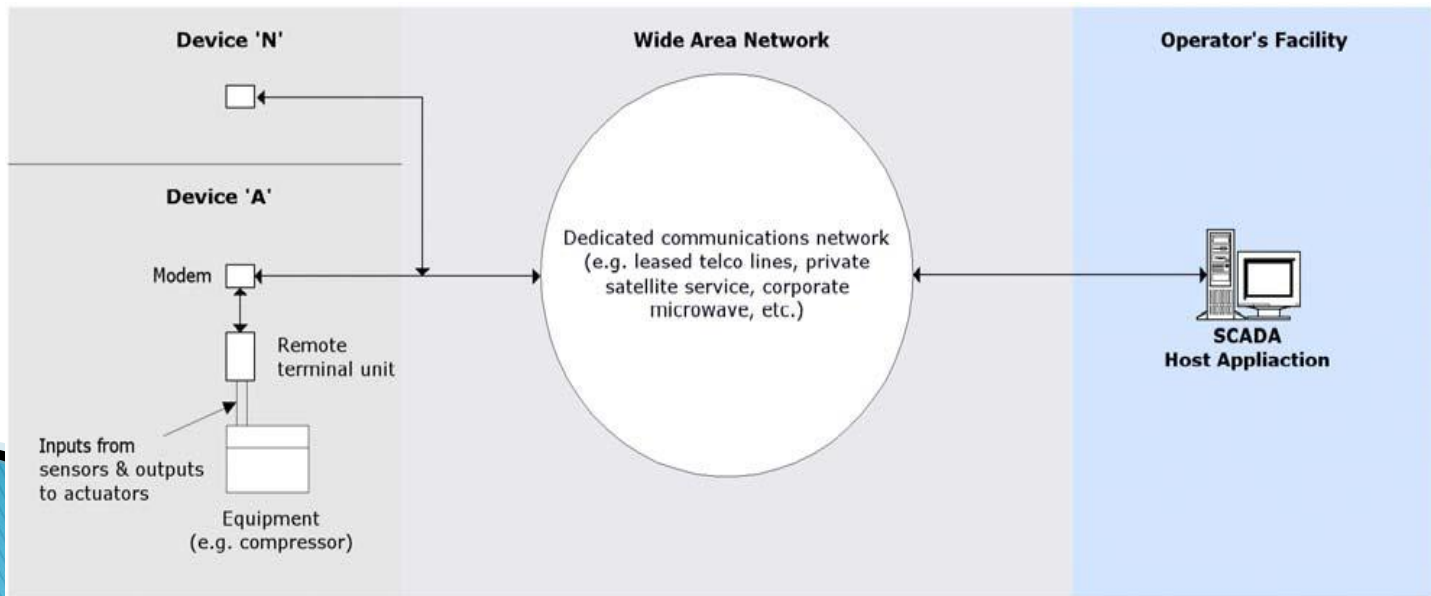 Device 'N'
Wide Area Network
Operator's Facility
Device 'A'
Modem
Remote
terminal unit
Inputs from
sensors & outputs
to actuators
Equipment
(e.g. compressor)
Dedicated communications network
(e.g. leased telco lines, private
satellite service, corporate
microwave, etc.)
SCADA
Host Appliaction